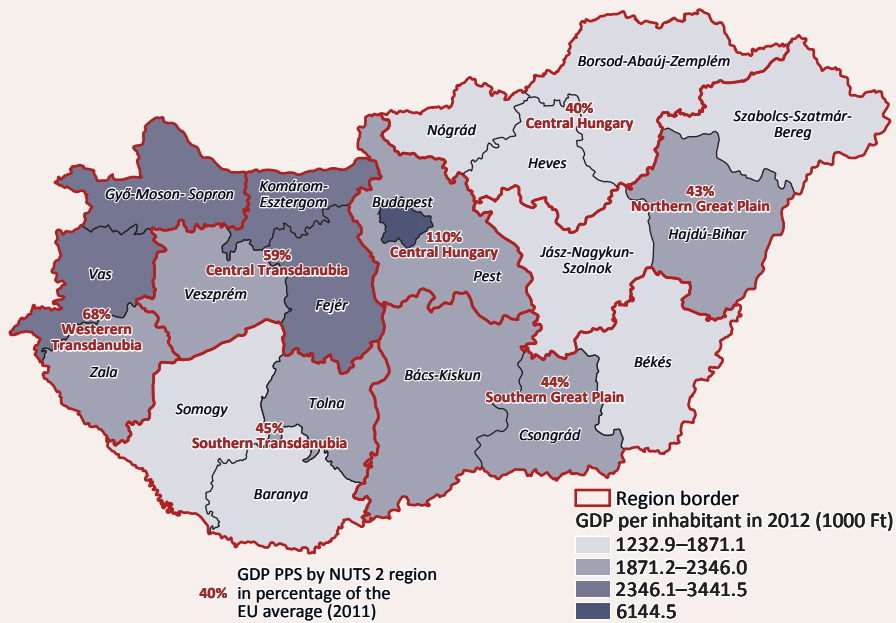 Borsod-Abaúj-Zemplém
Szabolcs-Szatmár-
Bereg
Nógrád
40%
Central Hungary
Heves
Győ-Moson- Sopron
Komárom-
Esztergom
Budapest
43%
Northern Great Plain
Hajdú-Bihar
110%
Central Hungary
Pest
Jász-Nagykun-
Szolnok
Vas
59%
Central Transdanubia
Veszprém
Fejér
68%
Westerern
Transdanubia
Zala
Bács-Kiskun
Békés
44%
Southern Great Plain
Csongrád
Somogy
Tolna
45%
Southern Transdanubia
Baranya
Region border
GDP per inhabitant in 2012 (1000 Ft)
1232.9–1871.1
1871.2–2346.0
2346.1–3441.5
6144.5
40%
GDP PPS by NUTS 2 region
in percentage of the
EU average (2011)